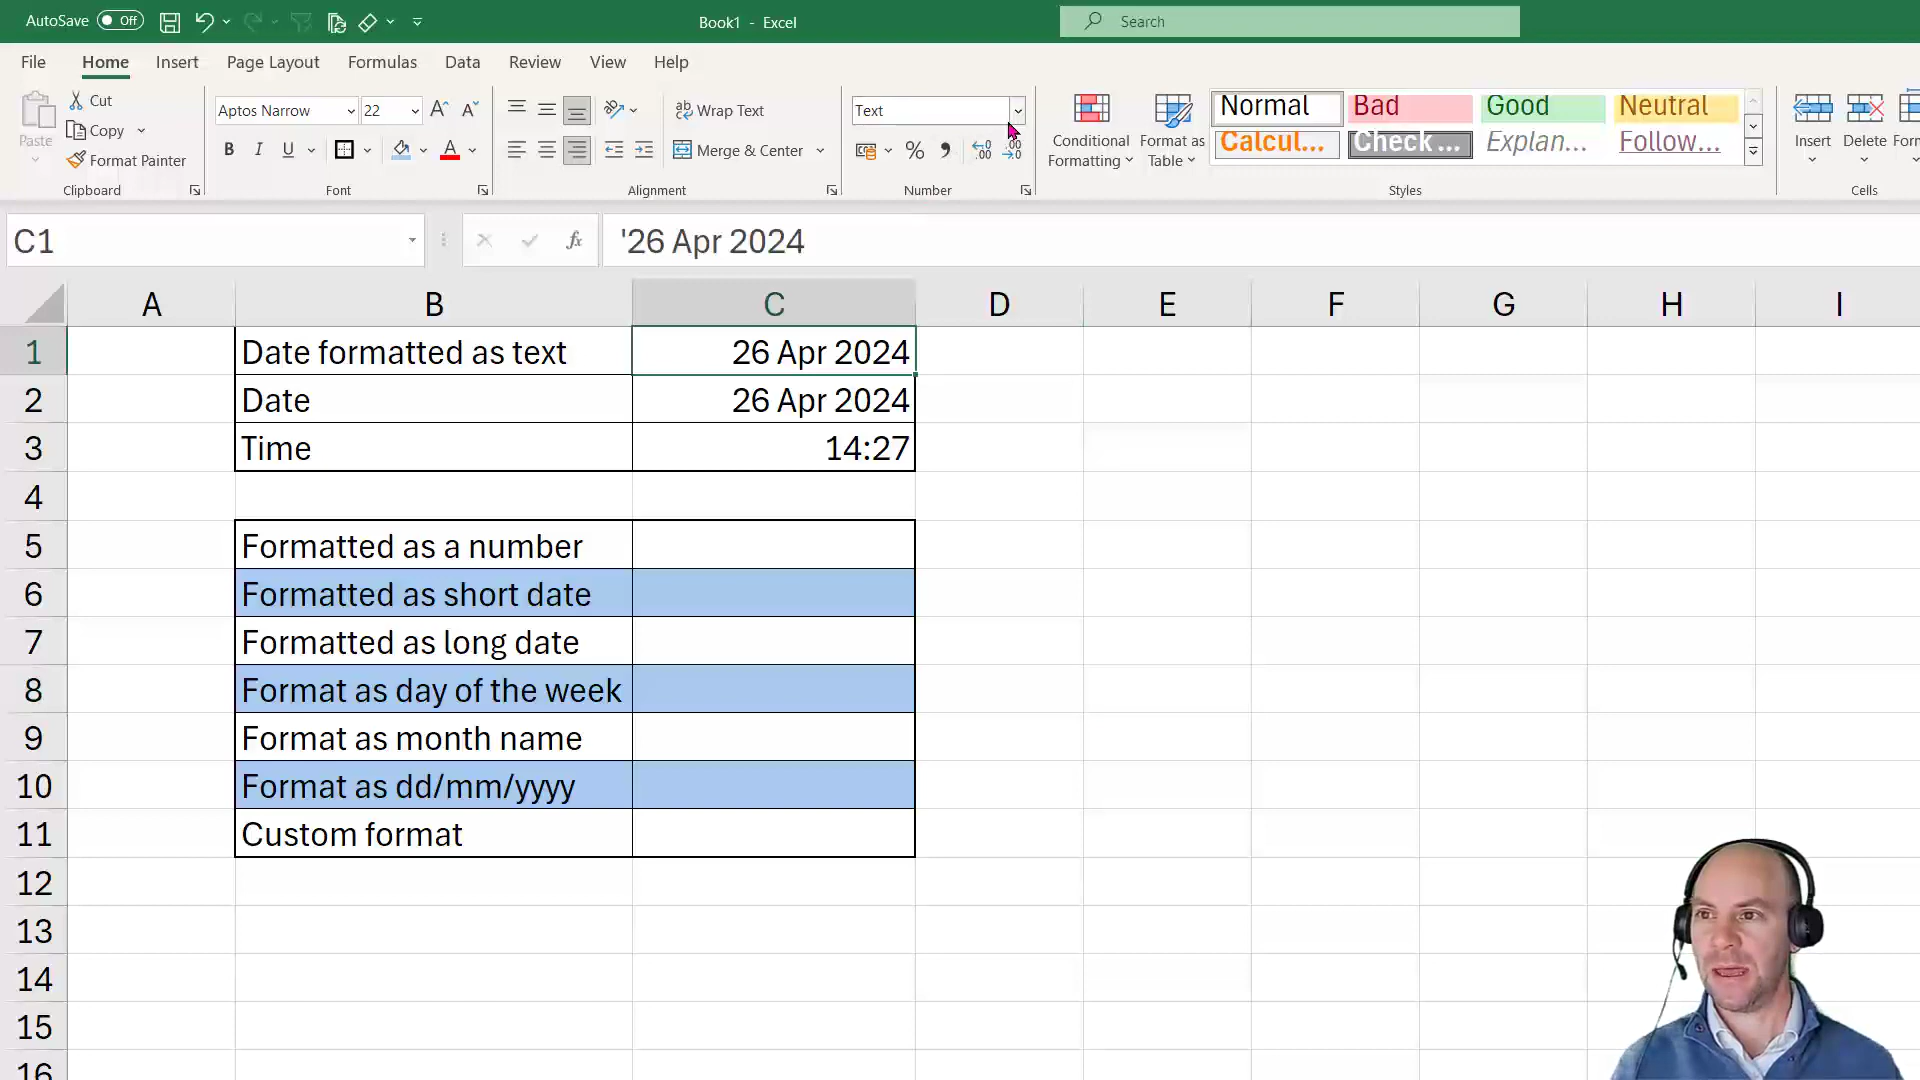 AutoSave Off
Book1 - Excel
Search
File Home Insert Page Layout Formulas Data Review View Help
Paste
Cut
Copy
Format Painter
Clipboard
Aptos Narrow 22
B I U
Font
Wrap Text
Merge & Center
Alignment
Text
Number
Conditional Formatting
Format as Table
Normal Bad Good Neutral
Calcul... Check ... Explan... Follow...
Styles
Insert Delete
Cells
C1
fx
'26 Apr 2024
A B C D E F G H I
1 Date formatted as text 26 Apr 2024
2 Date 26 Apr 2024
3 Time 14:27
4
5 Formatted as a number
6 Formatted as short date
7 Formatted as long date
8 Format as day of the week
9 Format as month name
10 Format as dd/mm/yyyy
11 Custom format
12
13
14
15
16